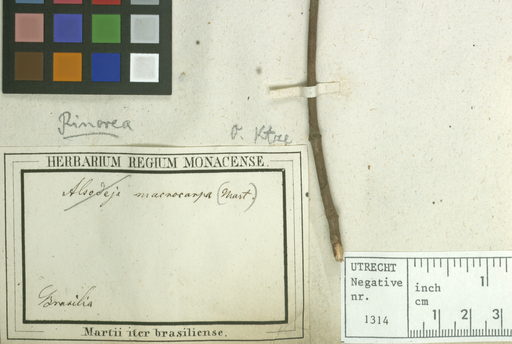 Rinorea
O. Ktze
HERBARIUM REGIUM MONACENSE.
Alsodeja macrocarpa (Mart.)
Brasilia
Martii iter brasiliense.
UTRECHT
Negative
nr.
1314
inch 1
cm
1 2 3